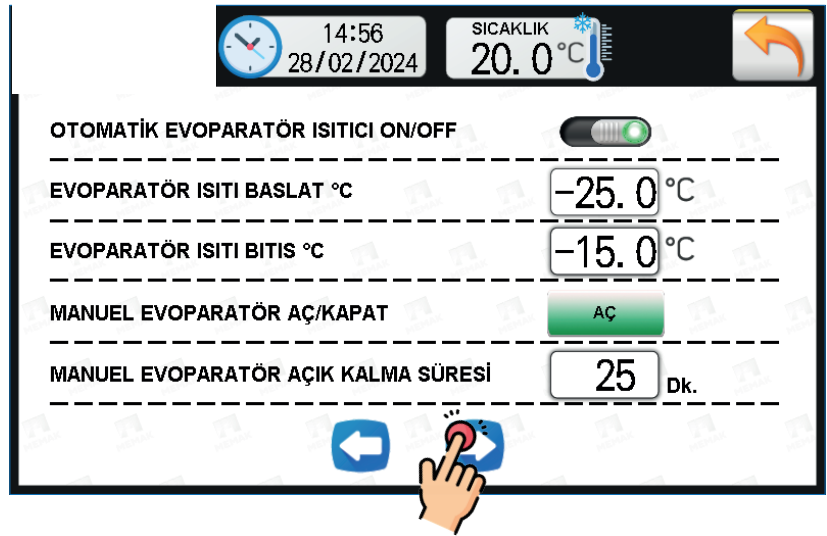 14:56
28/02/2024
SICAKLIK
20.0 °C
OTOMATİK EVOPARATÖR ISITICI ON/OFF
EVOPARATÖR ISITI BASLAT °C
-25.0 °C
EVOPARATÖR ISITI BITIS °C
-15.0 °C
MANUEL EVOPARATÖR AÇ/KAPAT
AÇ
MANUEL EVOPARATÖR AÇIK KALMA SÜRESİ
25 Dk.